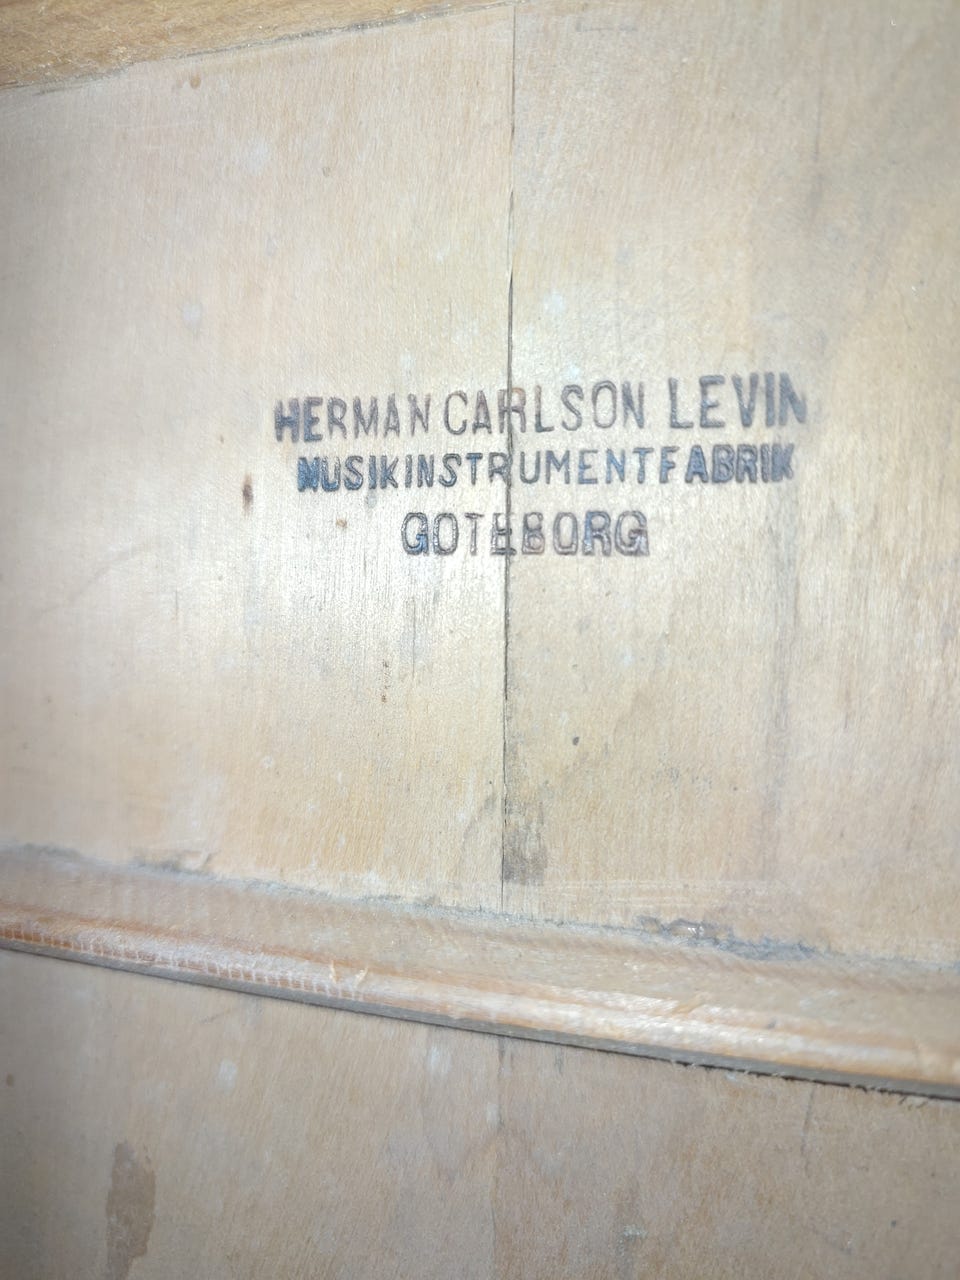 HERMAN CARLSON LEVIN
MUSIKINSTRUMENTFABRIK
GOTEBORG